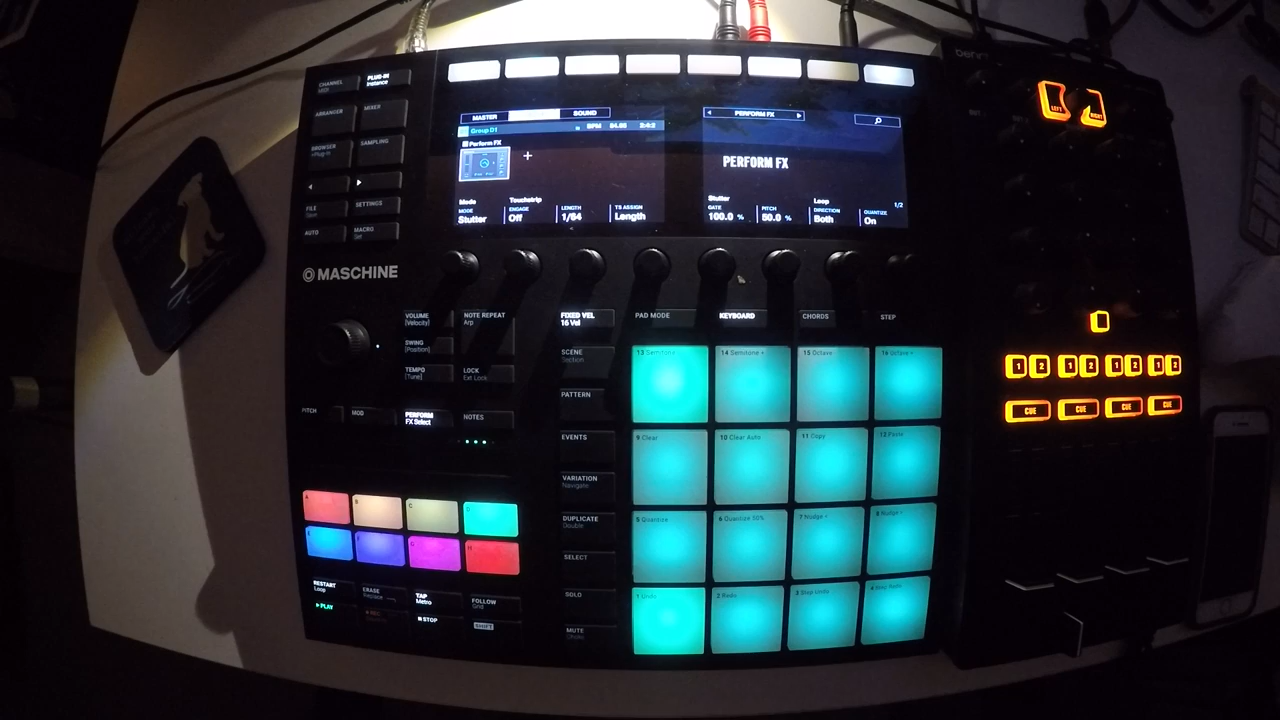 CHANNEL
MIDI
PLUG-IN
Instance
ARRANGER
MIXER
BROWSER
+Plug-in
SAMPLING
FILE
Save
SETTINGS
AUTO
MACRO
Set
MASCHINE
MASTER
SOUND
Group D1
BPM 84.00 2:4:2
Perform FX
Mode
Touchstrip
MODE
ENGAGE
LENGTH
TS ASSIGN
Stutter
Off
1/64
Length
PERFORM FX
PERFORM FX
Stutter
Loop
1/2
GATE
PITCH
DIRECTION
QUANTIZE
100.0 %
50.0 %
Both
On
VOLUME
[Velocity]
NOTE REPEAT
Arp
SWING
[Position]
TEMPO
[Tune]
LOCK
Ext Lock
PITCH
MOD
PERFORM
FX Select
NOTES
FIXED VEL
16 Vel
PAD MODE
KEYBOARD
CHORDS
STEP
SCENE
Section
PATTERN
EVENTS
VARIATION
Navigate
DUPLICATE
Double
SELECT
SOLO
MUTE
Choke
13 Semitone -
14 Semitone +
15 Octave -
16 Octave +
9 Clear
10 Clear Auto
11 Copy
12 Paste
5 Quantize
6 Quantize 50%
7 Nudge <
8 Nudge >
1 Undo
2 Redo
3 Step Undo
4 Step Redo
RESTART
Loop
ERASE
Replace
TAP
Metro
FOLLOW
Grid
PLAY
REC
STOP
SHIFT
LEFT
RIGHT
1 2 1 2 1 2 1 2
CUE CUE CUE CUE